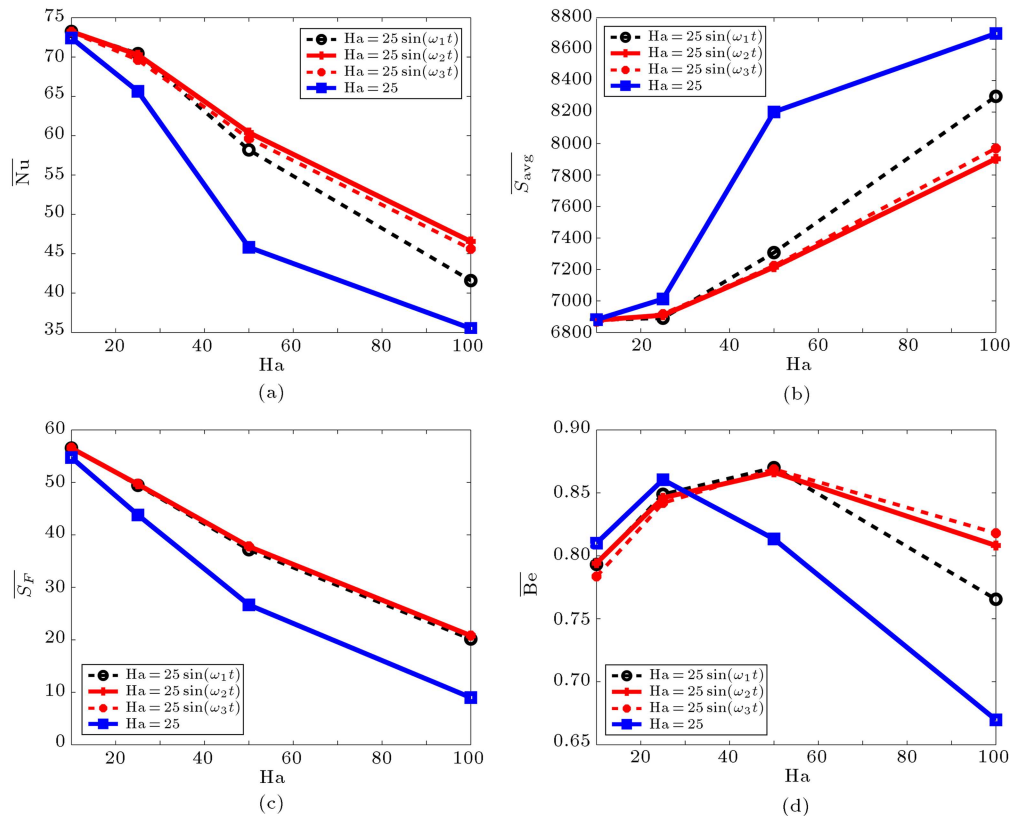 75
70
65
60
55
50
45
40
35
20
40
60
80
100
N̅u̅
Ha
Ha = 25 sin(ω₁t)
Ha = 25 sin(ω₂t)
Ha = 25 sin(ω₃t)
Ha = 25
(a)
8800
8600
8400
8200
8000
7800
7600
7400
7200
7000
6800
20
40
60
80
100
S̅avg
Ha
Ha = 25 sin(ω₁t)
Ha = 25 sin(ω₂t)
Ha = 25 sin(ω₃t)
Ha = 25
(b)
60
50
40
30
20
10
0
20
40
60
80
100
S̅F
Ha
Ha = 25 sin(ω₁t)
Ha = 25 sin(ω₂t)
Ha = 25 sin(ω₃t)
Ha = 25
(c)
0.90
0.85
0.80
0.75
0.70
0.65
20
40
60
80
100
B̅e̅
Ha
Ha = 25 sin(ω₁t)
Ha = 25 sin(ω₂t)
Ha = 25 sin(ω₃t)
Ha = 25
(d)